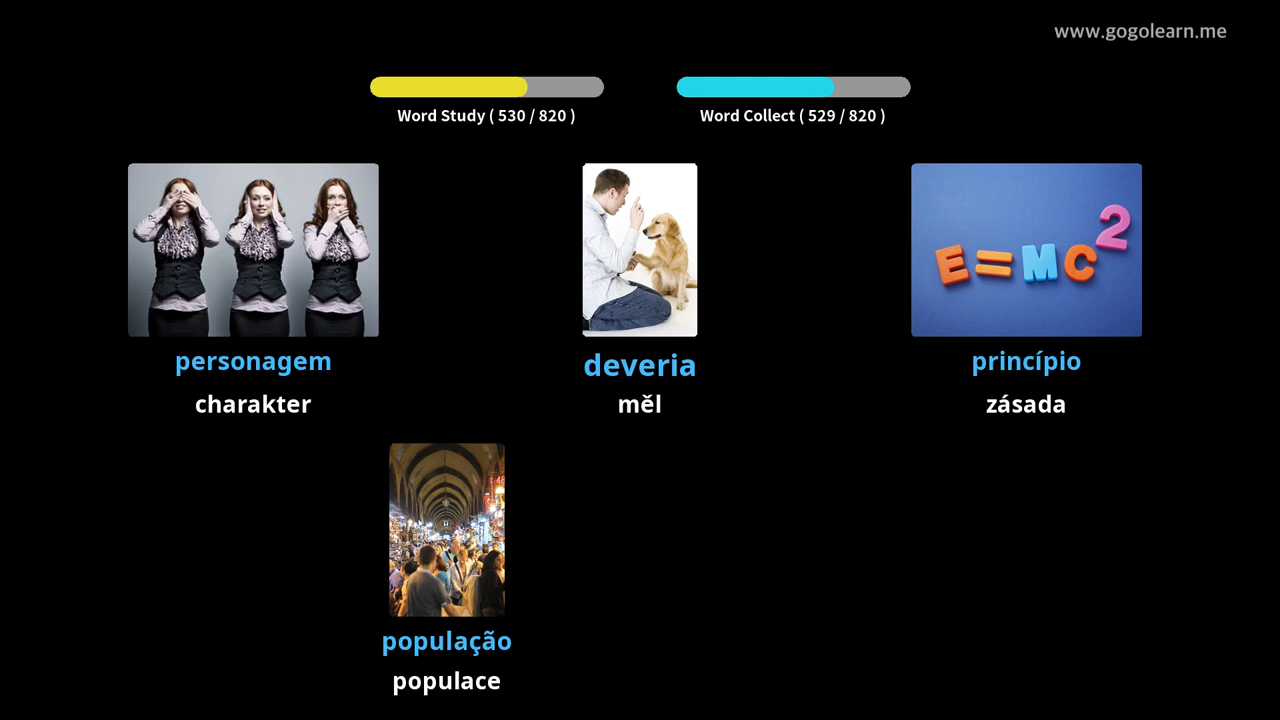 www.gogolearn.me
Word Study ( 530 / 820 )
Word Collect ( 529 / 820 )
E=MC2
personagem
deveria
princípio
charakter
měl
zásada
população
populace